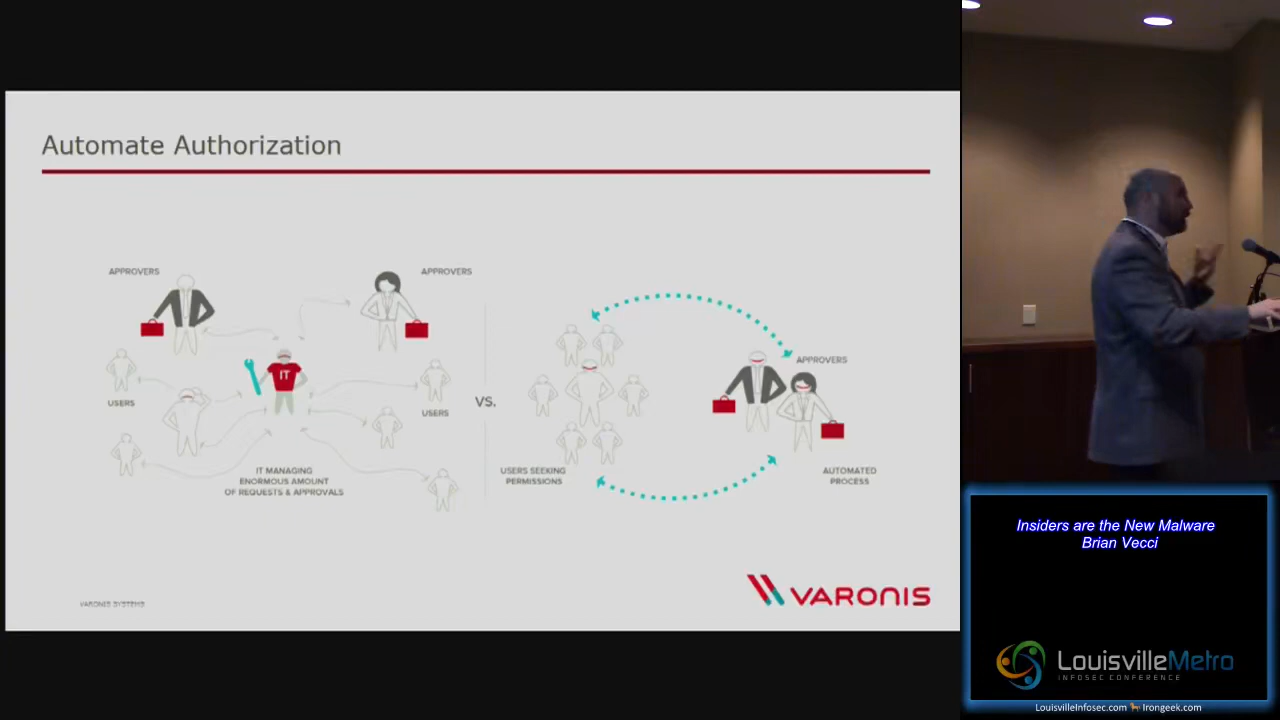 Automate Authorization
APPROVERS
APPROVERS
IT
USERS
USERS
IT MANAGING
ENORMOUS AMOUNT
OF REQUESTS & APPROVALS
VS.
APPROVERS
USERS SEEKING
PERMISSIONS
AUTOMATED
PROCESS
VARONIS SYSTEMS
VARONIS
Insiders are the New Malware
Brian Vecci
LouisvilleMetro
INFOSEC CONFERENCE
LouisvilleInfosec.com Irongeek.com